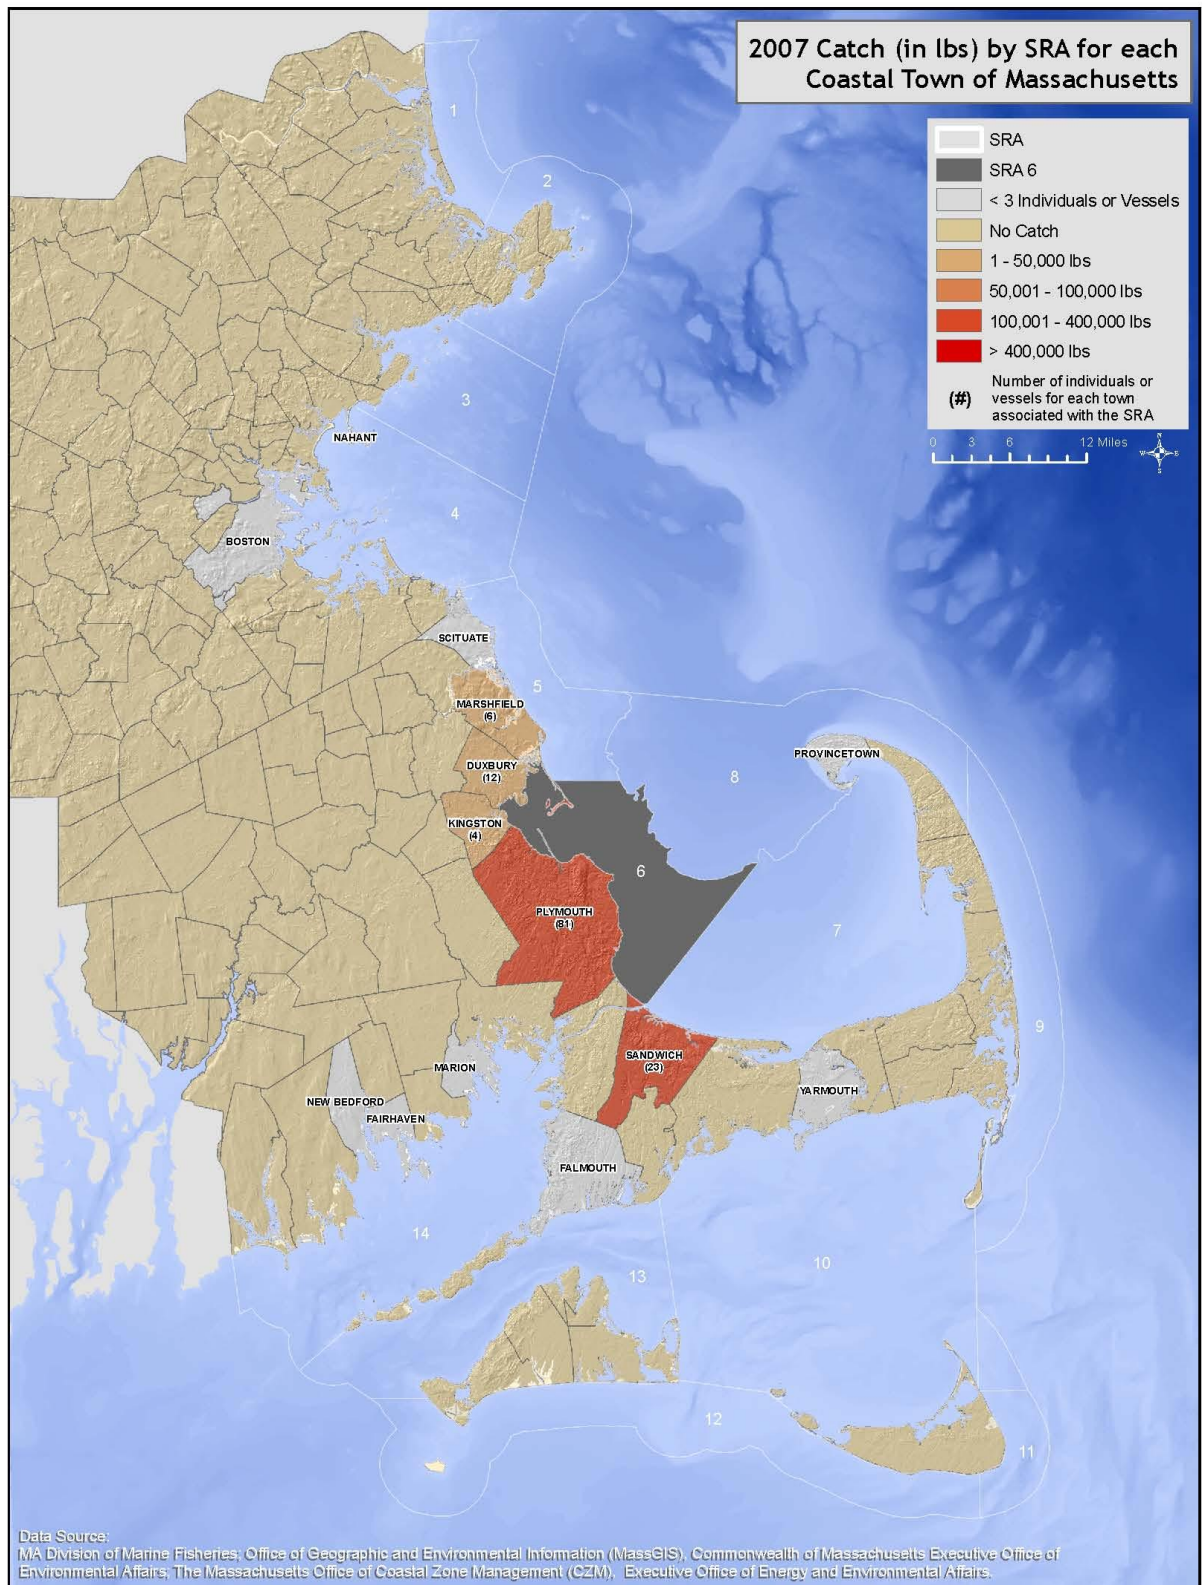 2007 Catch (in lbs) by SRA for each
Coastal Town of Massachusetts
SRA
SRA 6
< 3 Individuals or Vessels
No Catch
1 - 50,000 lbs
50,001 - 100,000 lbs
100,001 - 400,000 lbs
> 400,000 lbs
(#)
Number of individuals or
vessels for each town
associated with the SRA
0 3 6 12 Miles
N
W E
S
1
2
3
NAHANT
4
BOSTON
SCITUATE
5
MARSHFIELD
(6)
PROVINCETOWN
DUXBURY
(12)
8
KINGSTON
(4)
6
PLYMOUTH
(81)
7
9
SANDWICH
(23)
MARION
YARMOUTH
NEW BEDFORD
FAIRHAVEN
FALMOUTH
14
10
13
12
11
Data Source:
MA Division of Marine Fisheries; Office of Geographic and Environmental Information (MassGIS), Commonwealth of Massachusetts Executive Office of
Environmental Affairs; The Massachusetts Office of Coastal Zone Management (CZM), Executive Office of Energy and Environmental Affairs.